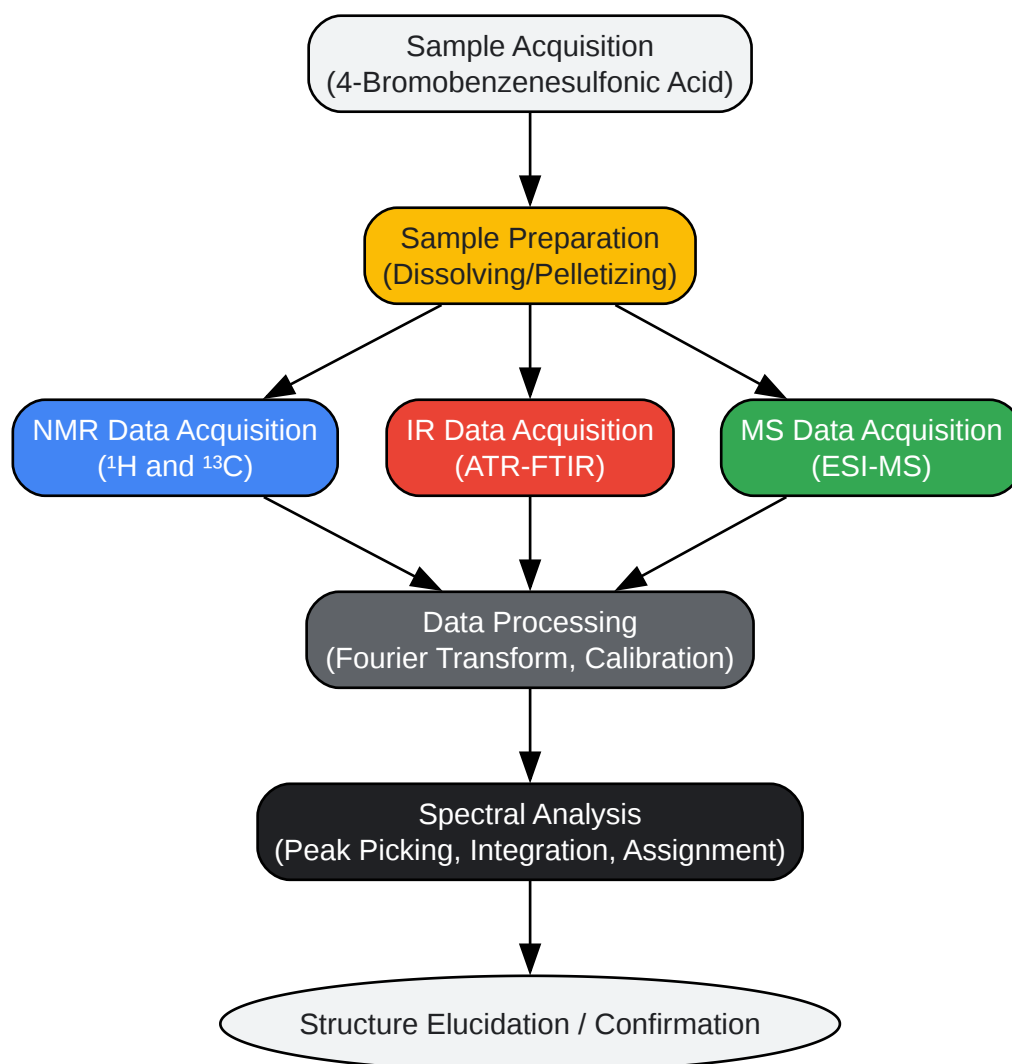 Sample Acquisition
(4-Bromobenzenesulfonic Acid)
Sample Preparation
(Dissolving/Pelletizing)
NMR Data Acquisition
(¹H and ¹³C)
IR Data Acquisition
(ATR-FTIR)
MS Data Acquisition
(ESI-MS)
Data Processing
(Fourier Transform, Calibration)
Spectral Analysis
(Peak Picking, Integration, Assignment)
Structure Elucidation / Confirmation